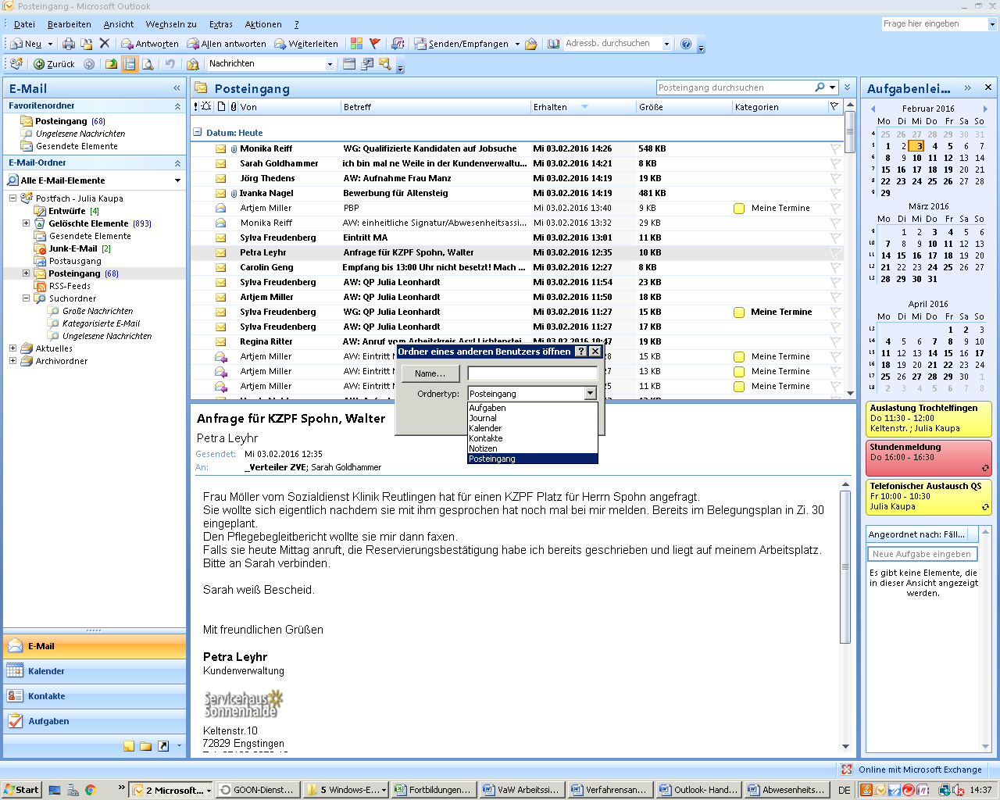 Posteingang - Microsoft Outlook
Datei Bearbeiten Ansicht Wechseln zu Extras Aktionen ?
Frage hier eingeben
Neu Antworten Allen antworten Weiterleiten Senden/Empfangen Adressb. durchsuchen
Zurück Nachrichten
E-Mail «
Favoritenordner
Posteingang (68)
Ungelesene Nachrichten
Gesendete Elemente
E-Mail-Ordner
Alle E-Mail-Elemente
Postfach - Julia Kaupa
Entwürfe [4]
Gelöschte Elemente (893)
Gesendete Elemente
Junk-E-Mail [2]
Postausgang
Posteingang (68)
RSS-Feeds
Suchordner
Große Nachrichten
Kategorisierte E-Mail
Ungelesene Nachrichten
Aktuelles
Archivordner
E-Mail
Kalender
Kontakte
Aufgaben
Posteingang
Posteingang durchsuchen
Von Betreff Erhalten Größe Kategorien
Datum: Heute
Monika Reiff WG: Qualifizierte Kandidaten auf Jobsuche Mi 03.02.2016 14:26 548 KB
Sarah Goldhammer ich bin mal ne Weile in der Kundenverwaltu... Mi 03.02.2016 14:21 8 KB
Jörg Thedens AW: Aufnahme Frau Manz Mi 03.02.2016 14:19 19 KB
Ivanka Nagel Bewerbung für Altensteig Mi 03.02.2016 14:19 481 KB
Artjem Miller PBP Mi 03.02.2016 13:40 9 KB Meine Termine
Monika Reiff AW: einheitliche Signatur/Abwesenheitsassi... Mi 03.02.2016 13:32 29 KB
Sylva Freudenberg Eintritt MA Mi 03.02.2016 13:01 11 KB
Petra Leyhr Anfrage für KZPF Spohn, Walter Mi 03.02.2016 12:35 10 KB
Carolin Geng Empfang bis 13:00 Uhr nicht besetzt! Mach ... Mi 03.02.2016 12:27 8 KB
Sylva Freudenberg AW: QP Julia Leonhardt Mi 03.02.2016 11:54 23 KB
Artjem Miller AW: QP Julia Leonhardt Mi 03.02.2016 11:50 18 KB
Sylva Freudenberg WG: QP Julia Leonhardt Mi 03.02.2016 11:27 15 KB Meine Termine
Sylva Freudenberg AW: QP Julia Leonhardt Mi 03.02.2016 11:27 17 KB
Regina Ritter AW: Anruf vom Arbeitskreis Asyl Lichtenstei... Mi 03.02.2016 10:47 19 KB
Artjem Miller AW: Eintritt 15 KB Meine Termine
Artjem Miller AW: Eintritt 13 KB Meine Termine
Artjem Miller AW: Eintritt 11 KB Meine Termine
Ordner eines anderen Benutzers öffnen
Name...
Ordnertyp: Posteingang
Aufgaben
Journal
Kalender
Kontakte
Notizen
Posteingang
Anfrage für KZPF Spohn, Walter
Petra Leyhr
Gesendet: Mi 03.02.2016 12:35
An: _Verteiler ZVE; Sarah Goldhammer
Frau Möller vom Sozialdienst Klinik Reutlingen hat für einen KZPF Platz für Herrn Spohn angefragt.
Sie wollte sich eigentlich nachdem sie mit ihm gesprochen hat noch mal bei mir melden. Bereits im Belegungsplan in Zi. 30
eingeplant.
Den Pflegebegleitbericht wollte sie mir dann faxen.
Falls sie heute Mittag anruft, die Reservierungsbestätigung habe ich bereits geschrieben und liegt auf meinem Arbeitsplatz.
Bitte an Sarah verbinden.
Sarah weiß Bescheid.
Mit freundlichen Grüßen
Petra Leyhr
Kundenverwaltung
Servicehaus
Sonnenhalde
Keltenstr.10
72829 Engstingen
Aufgabenlei... »
Februar 2016
Mo Di Mi Do Fr Sa So
4 25 26 27 28 29 30 31
5 1 2 3 4 5 6 7
6 8 9 10 11 12 13 14
7 15 16 17 18 19 20 21
8 22 23 24 25 26 27 28
9 29
März 2016
Mo Di Mi Do Fr Sa So
9 1 2 3 4 5 6
10 7 8 9 10 11 12 13
11 14 15 16 17 18 19 20
12 21 22 23 24 25 26 27
13 28 29 30 31
April 2016
Mo Di Mi Do Fr Sa So
13 1 2 3
14 4 5 6 7 8 9 10
15 11 12 13 14 15 16 17
16 18 19 20 21 22 23 24
17 25 26 27 28 29 30 1
18 2 3 4 5 6 7 8
Auslastung Trochtelfingen
Do 11:30 - 12:00
Keltenstr. ; Julia Kaupa
Stundenmeldung
Do 16:00 - 16:30
Telefonischer Austausch QS
Fr 10:00 - 10:30
Julia Kaupa
Angeordnet nach: Fäll...
Neue Aufgabe eingeben
Es gibt keine Elemente, die
in dieser Ansicht angezeigt
werden.
Online mit Microsoft Exchange
Start » 2 Microsoft... GOON-Dienst... 5 Windows-E... Fortbildungen... VaW Arbeitssi... Verfahrensan... Outlook- Hand... Abwesenheits... DE 14:37